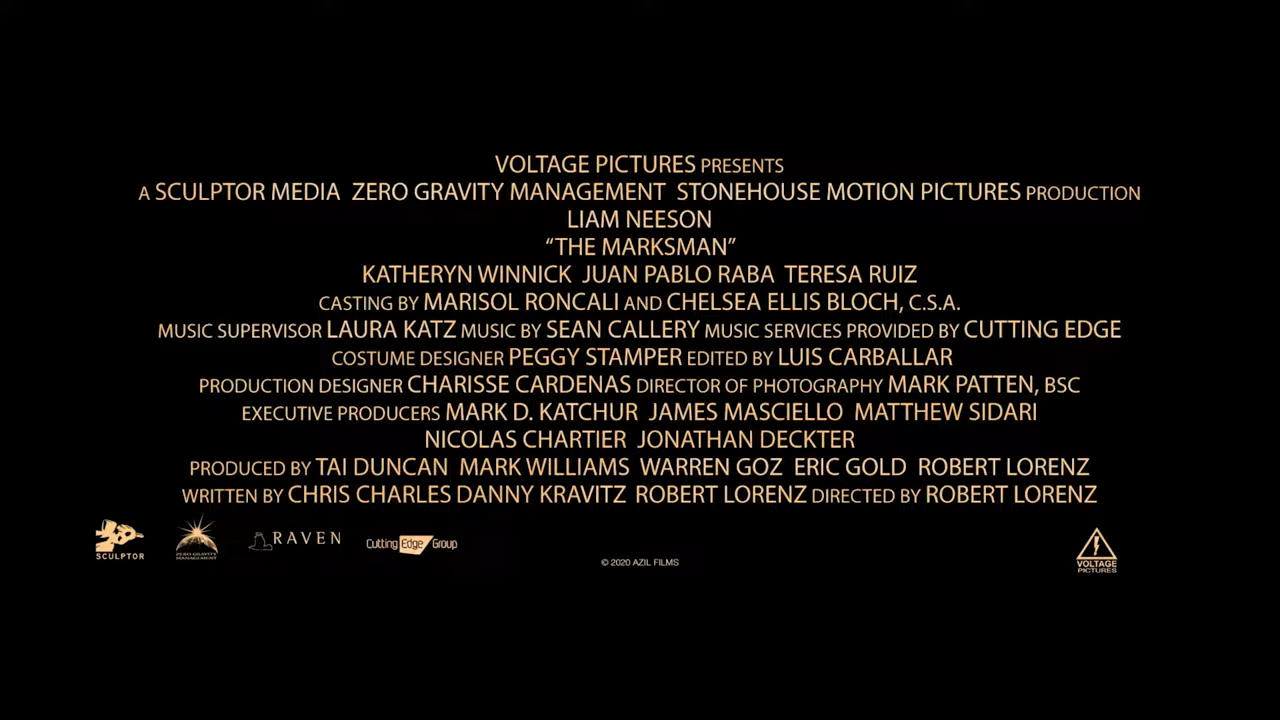 VOLTAGE PICTURES PRESENTS
A SCULPTOR MEDIA ZERO GRAVITY MANAGEMENT STONEHOUSE MOTION PICTURES PRODUCTION
LIAM NEESON
“THE MARKSMAN”
KATHERYN WINNICK JUAN PABLO RABA TERESA RUIZ
CASTING BY MARISOL RONCALI AND CHELSEA ELLIS BLOCH, C.S.A.
MUSIC SUPERVISOR LAURA KATZ MUSIC BY SEAN CALLERY MUSIC SERVICES PROVIDED BY CUTTING EDGE
COSTUME DESIGNER PEGGY STAMPER EDITED BY LUIS CARBALLAR
PRODUCTION DESIGNER CHARISSE CARDENAS DIRECTOR OF PHOTOGRAPHY MARK PATTEN, BSC
EXECUTIVE PRODUCERS MARK D. KATCHUR JAMES MASCIELLO MATTHEW SIDARI
NICOLAS CHARTIER JONATHAN DECKTER
PRODUCED BY TAI DUNCAN MARK WILLIAMS WARREN GOZ ERIC GOLD ROBERT LORENZ
WRITTEN BY CHRIS CHARLES DANNY KRAVITZ ROBERT LORENZ DIRECTED BY ROBERT LORENZ
SCULPTOR
ZERO GRAVITY
MANAGEMENT
RAVEN
Cutting Edge Group
© 2020 AZIL FILMS
VOLTAGE
PICTURES